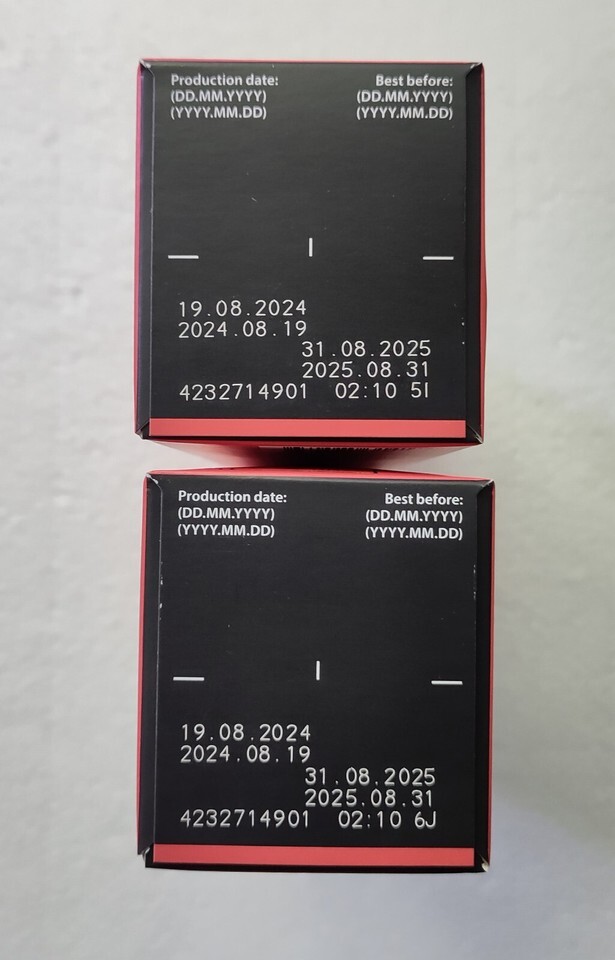 Production date: Best before:
(DD.MM.YYYY) (DD.MM.YYYY)
(YYYY.MM.DD) (YYYY.MM.DD)
19.08.2024
2024.08.19
31.08.2025
2025.08.31
4232714901 02:10 5I
Production date: Best before:
(DD.MM.YYYY) (DD.MM.YYYY)
(YYYY.MM.DD) (YYYY.MM.DD)
19.08.2024
2024.08.19
31.08.2025
2025.08.31
4232714901 02:10 6J